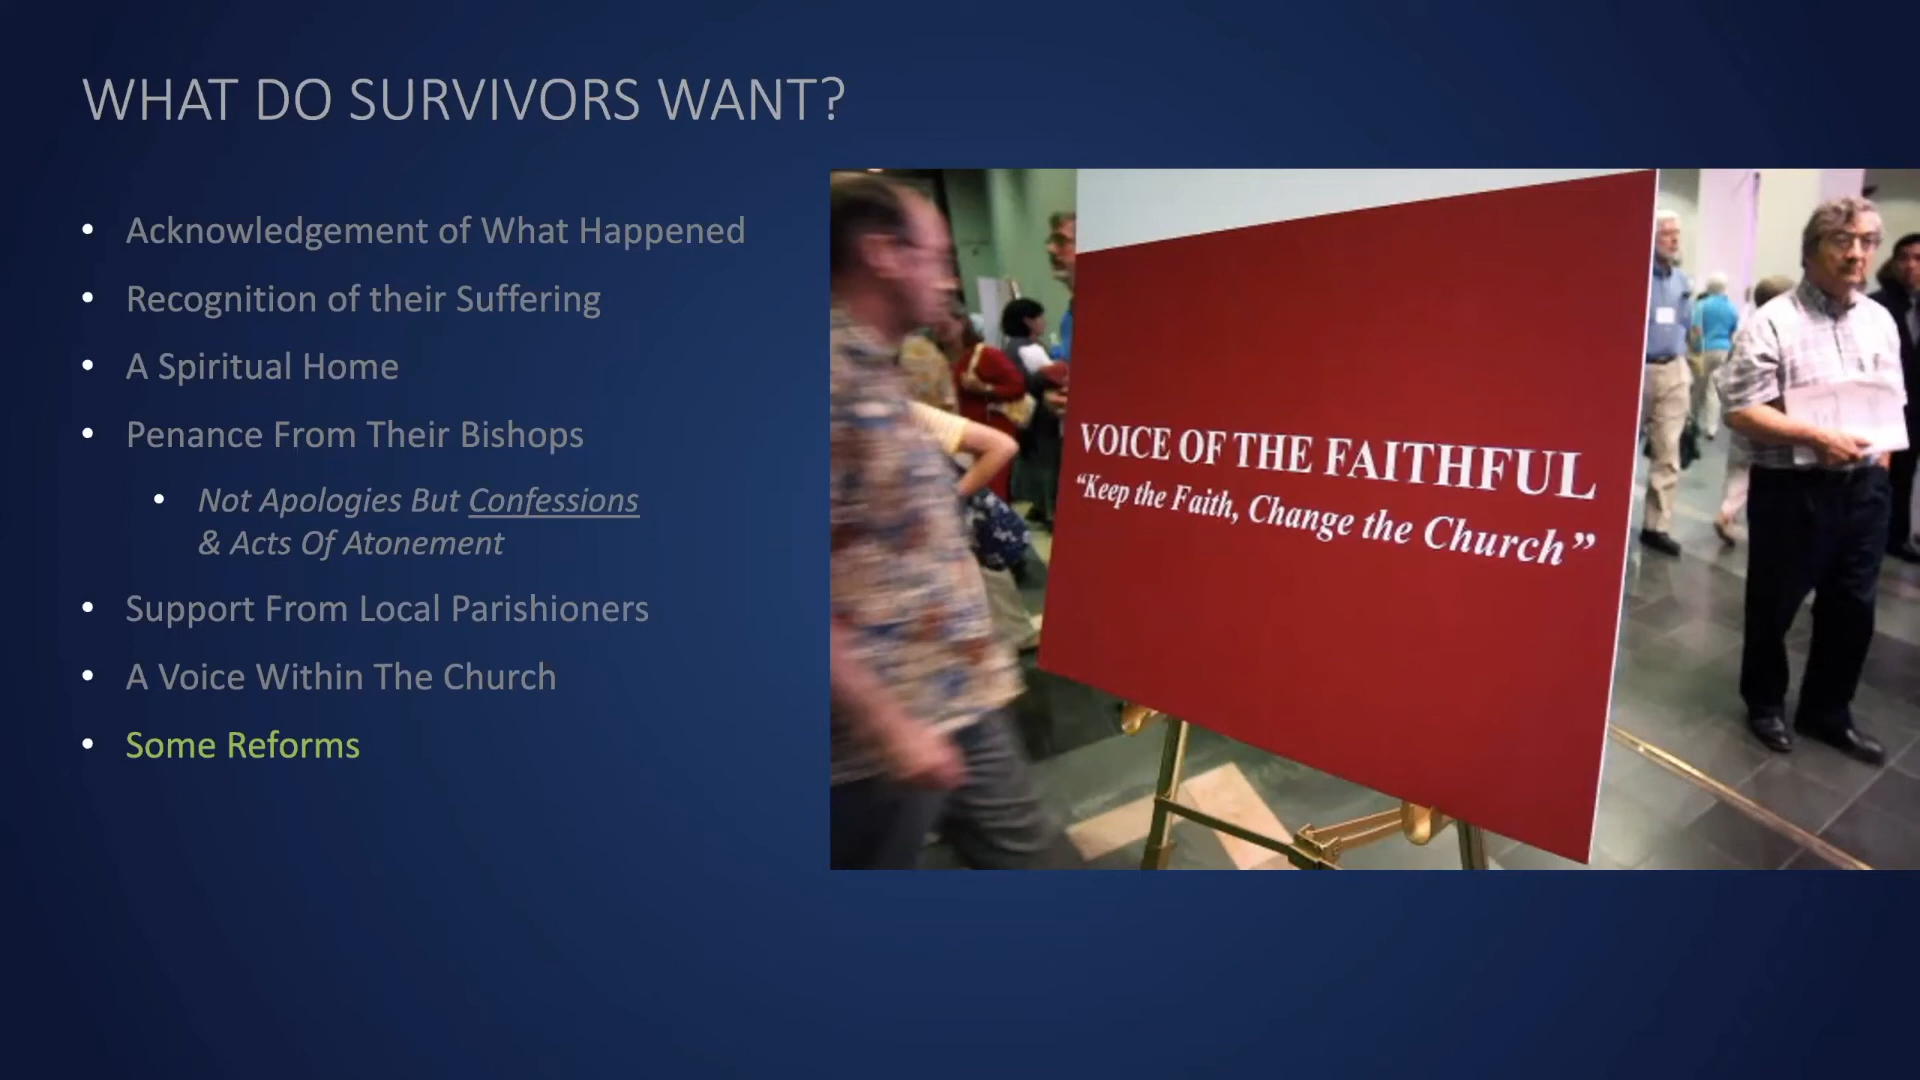 WHAT DO SURVIVORS WANT?
• Acknowledgement of What Happened
• Recognition of their Suffering
• A Spiritual Home
• Penance From Their Bishops
• Not Apologies But Confessions
& Acts Of Atonement
• Support From Local Parishioners
• A Voice Within The Church
• Some Reforms
VOICE OF THE FAITHFUL
“Keep the Faith, Change the Church”